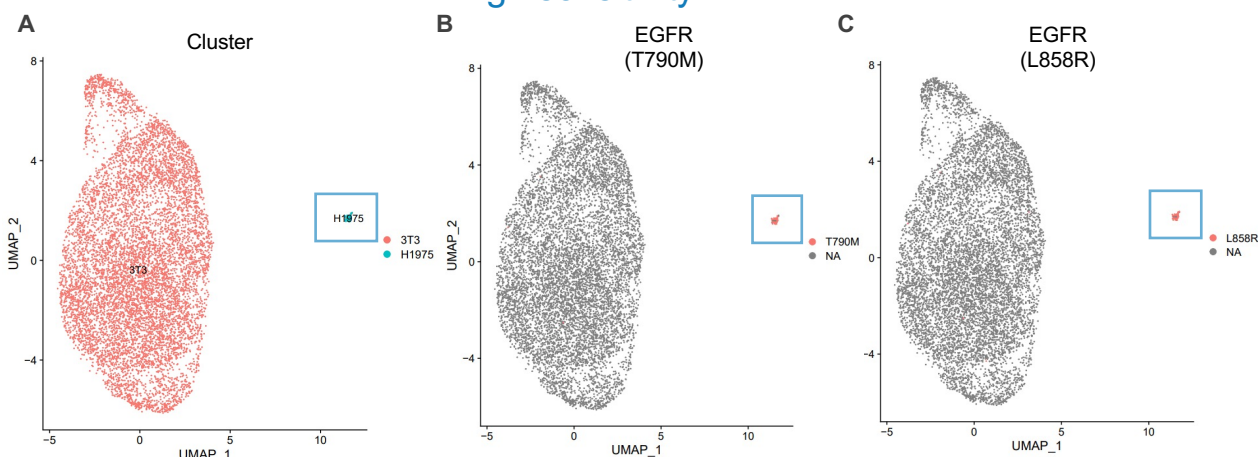 A
Cluster
8
4
0
−4
UMAP_2
−5
0
5
10
UMAP_1
3T3
H1975
3T3
H1975
B
EGFR
(T790M)
8
4
0
−4
UMAP_2
−5
0
5
10
UMAP_1
T790M
NA
C
EGFR
(L858R)
8
4
0
−4
UMAP_2
−5
0
5
10
UMAP_1
L858R
NA